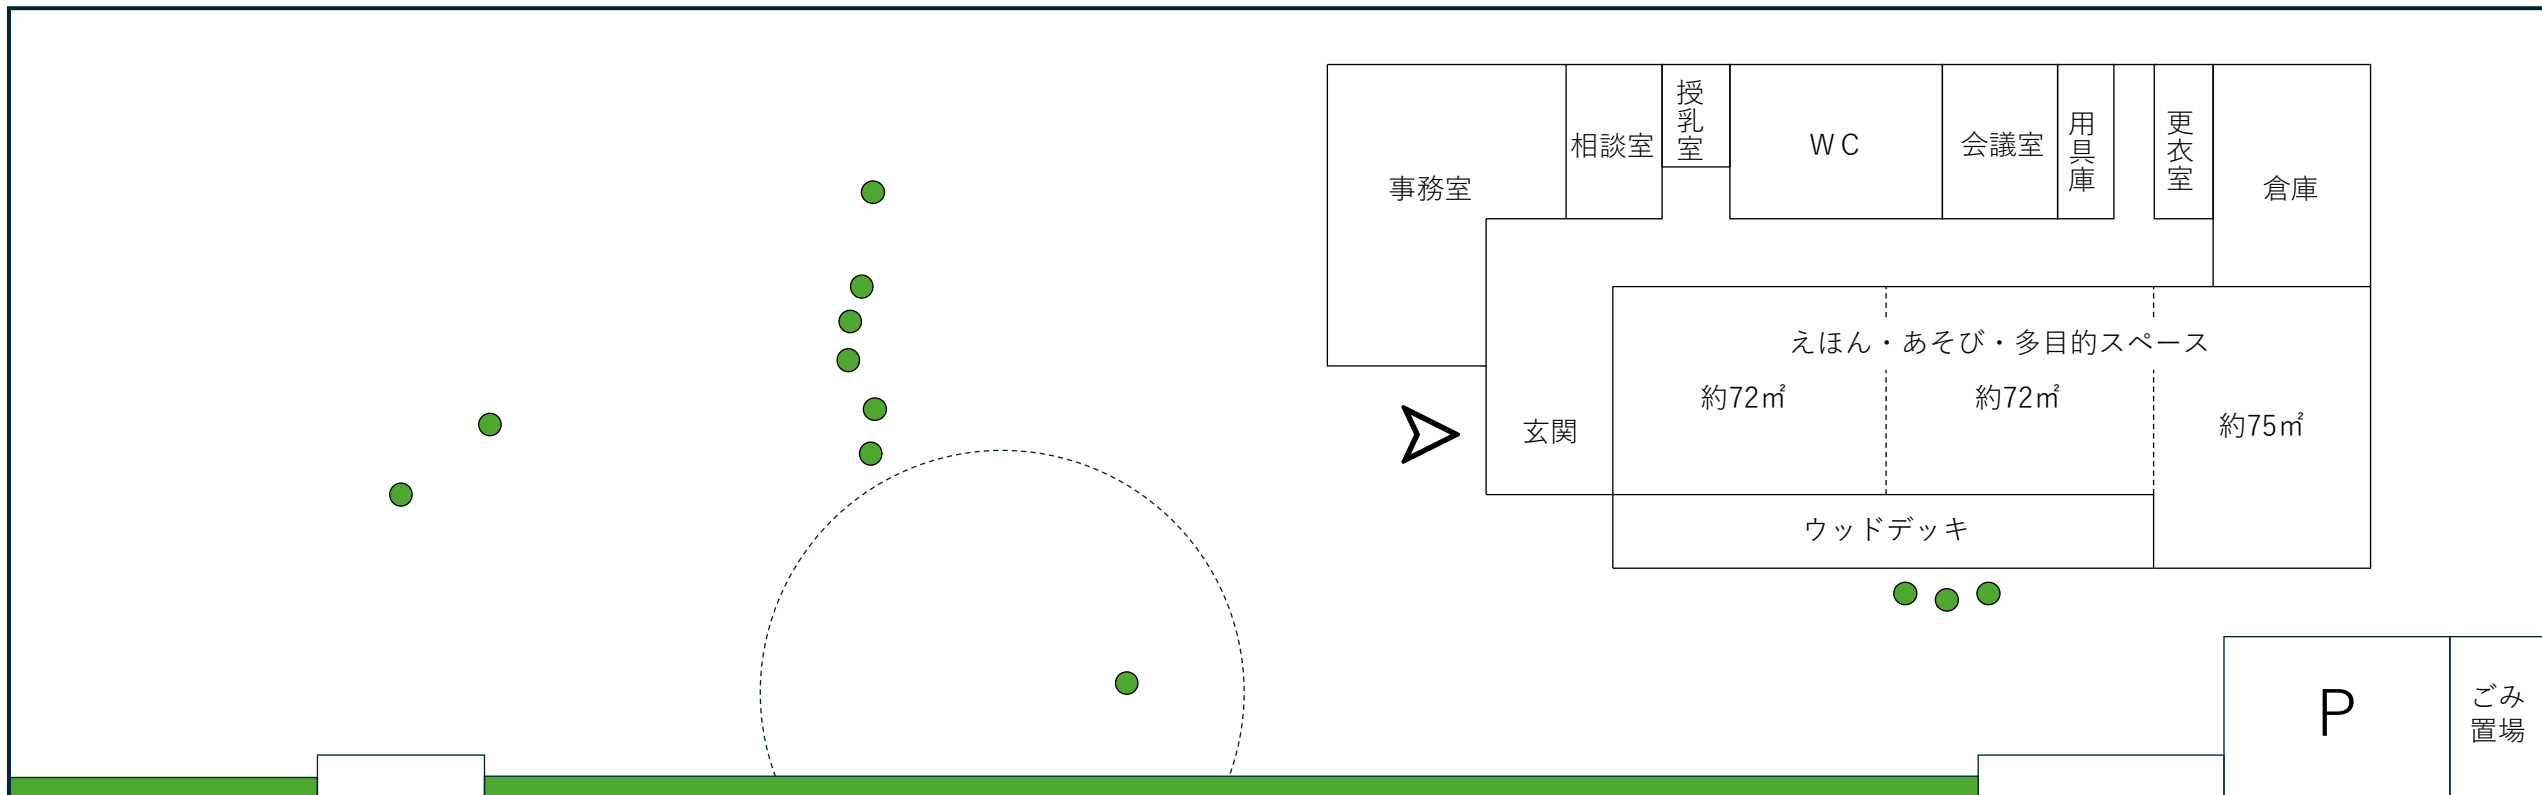 事務室
相談室
授乳室
ＷＣ
会議室
用具庫
更衣室
倉庫
えほん・あそび・多目的スペース
約72㎡
約72㎡
約75㎡
玄関
ウッドデッキ
P
ごみ
置場